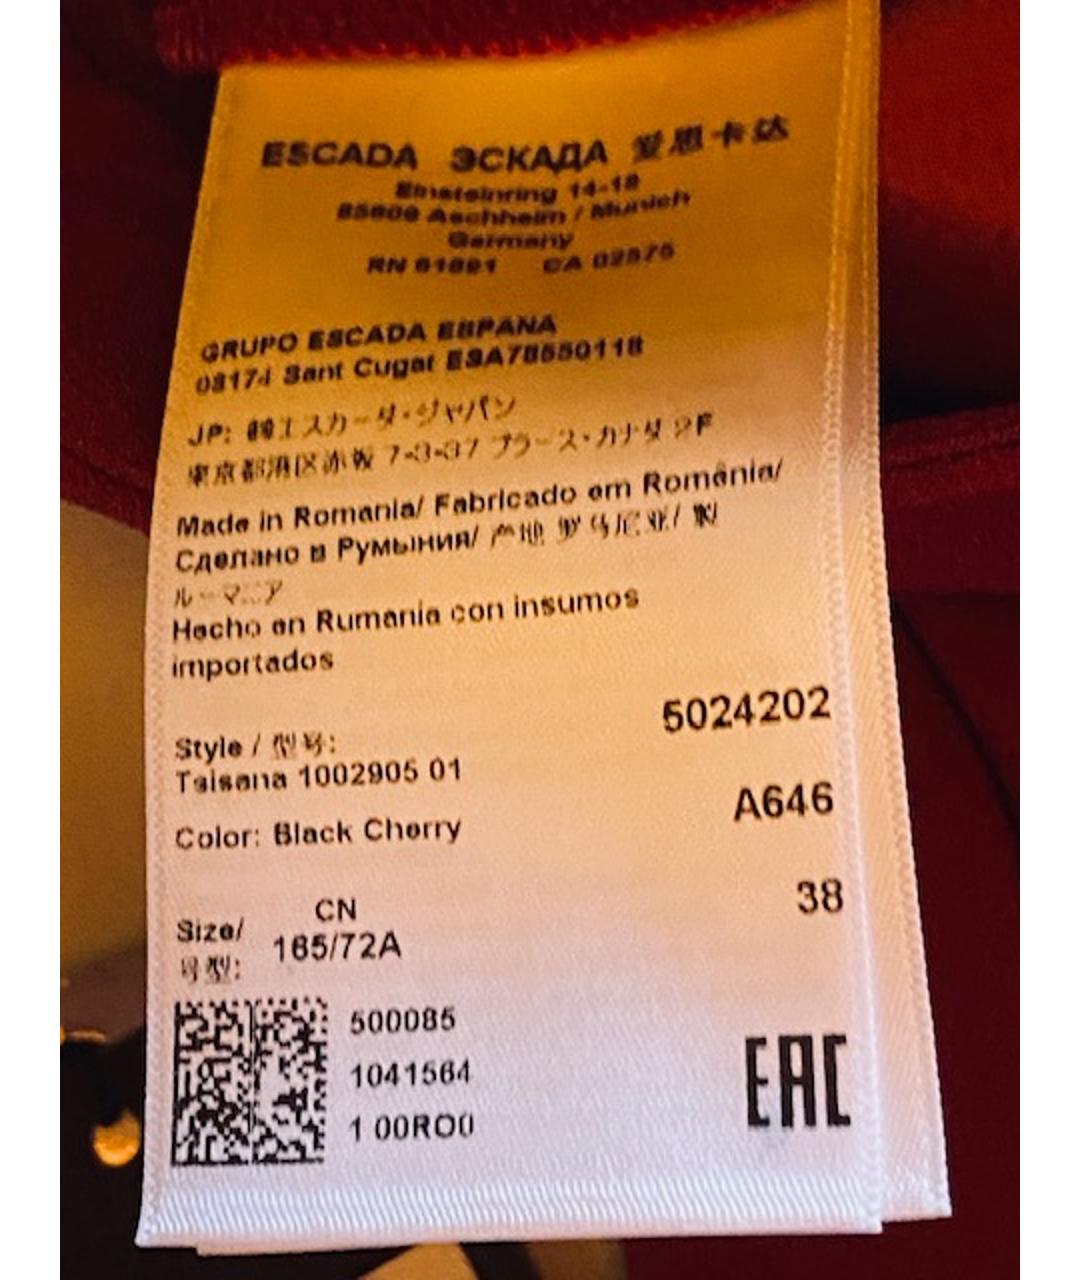 ESCADA ЭСКАДА 爱思卡达
Einsteinring 14-18
85609 Aschheim / Munich
Germany
RN 61891 CA 02875
GRUPO ESCADA ESPANA
08174 Sant Cugat ESA78550118
JP: ㈱エスカーダ・ジャパン
東京都港区赤坂 7-3-37 プラース・カナダ 2F
Made in Romania/ Fabricado em Romênia/
Сделано в Румыния/ 产地 罗马尼亚/ 製
ルーマニア
Hecho en Rumania con insumos
importados
5024202
Style / 型号:
Tsisana 1002905 01
A646
Color: Black Cherry
38
CN
Size/
165/72A
号型:
500085
1041564
1 00RO0
EAC